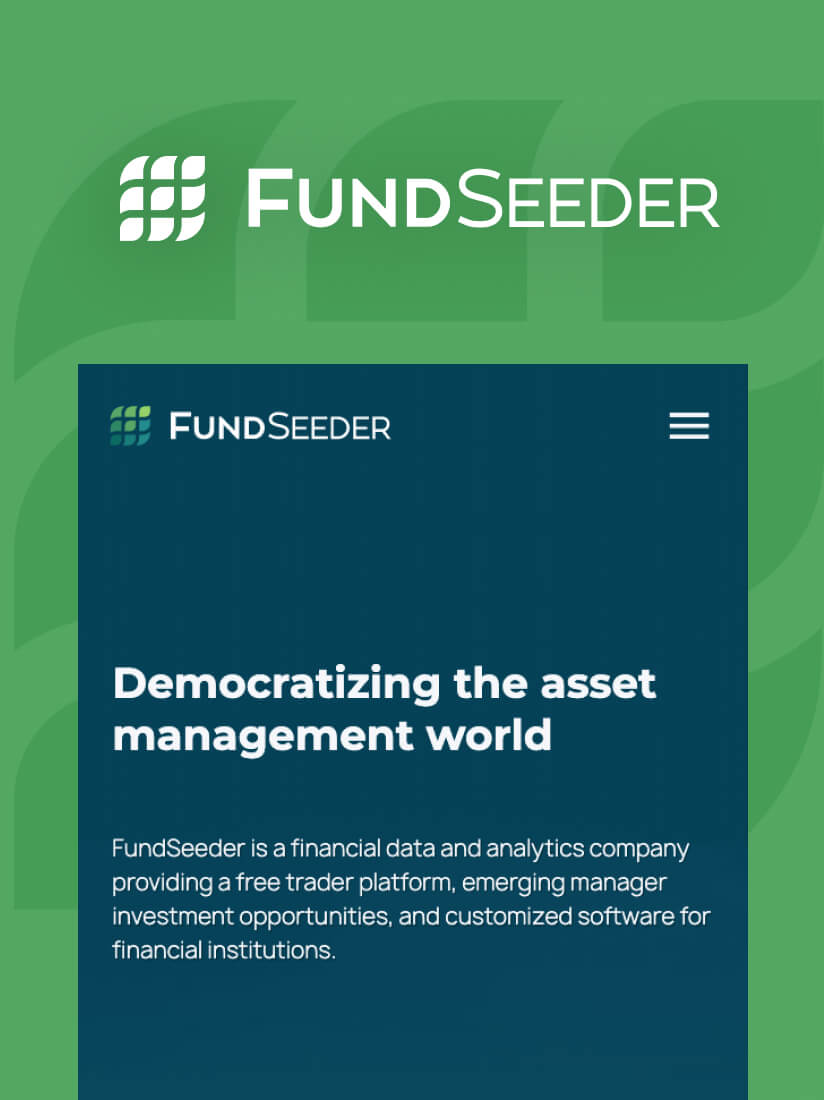 FUNDSEEDER
FUNDSEEDER
Democratizing the asset
management world
FundSeeder is a financial data and analytics company
providing a free trader platform, emerging manager
investment opportunities, and customized software for
financial institutions.